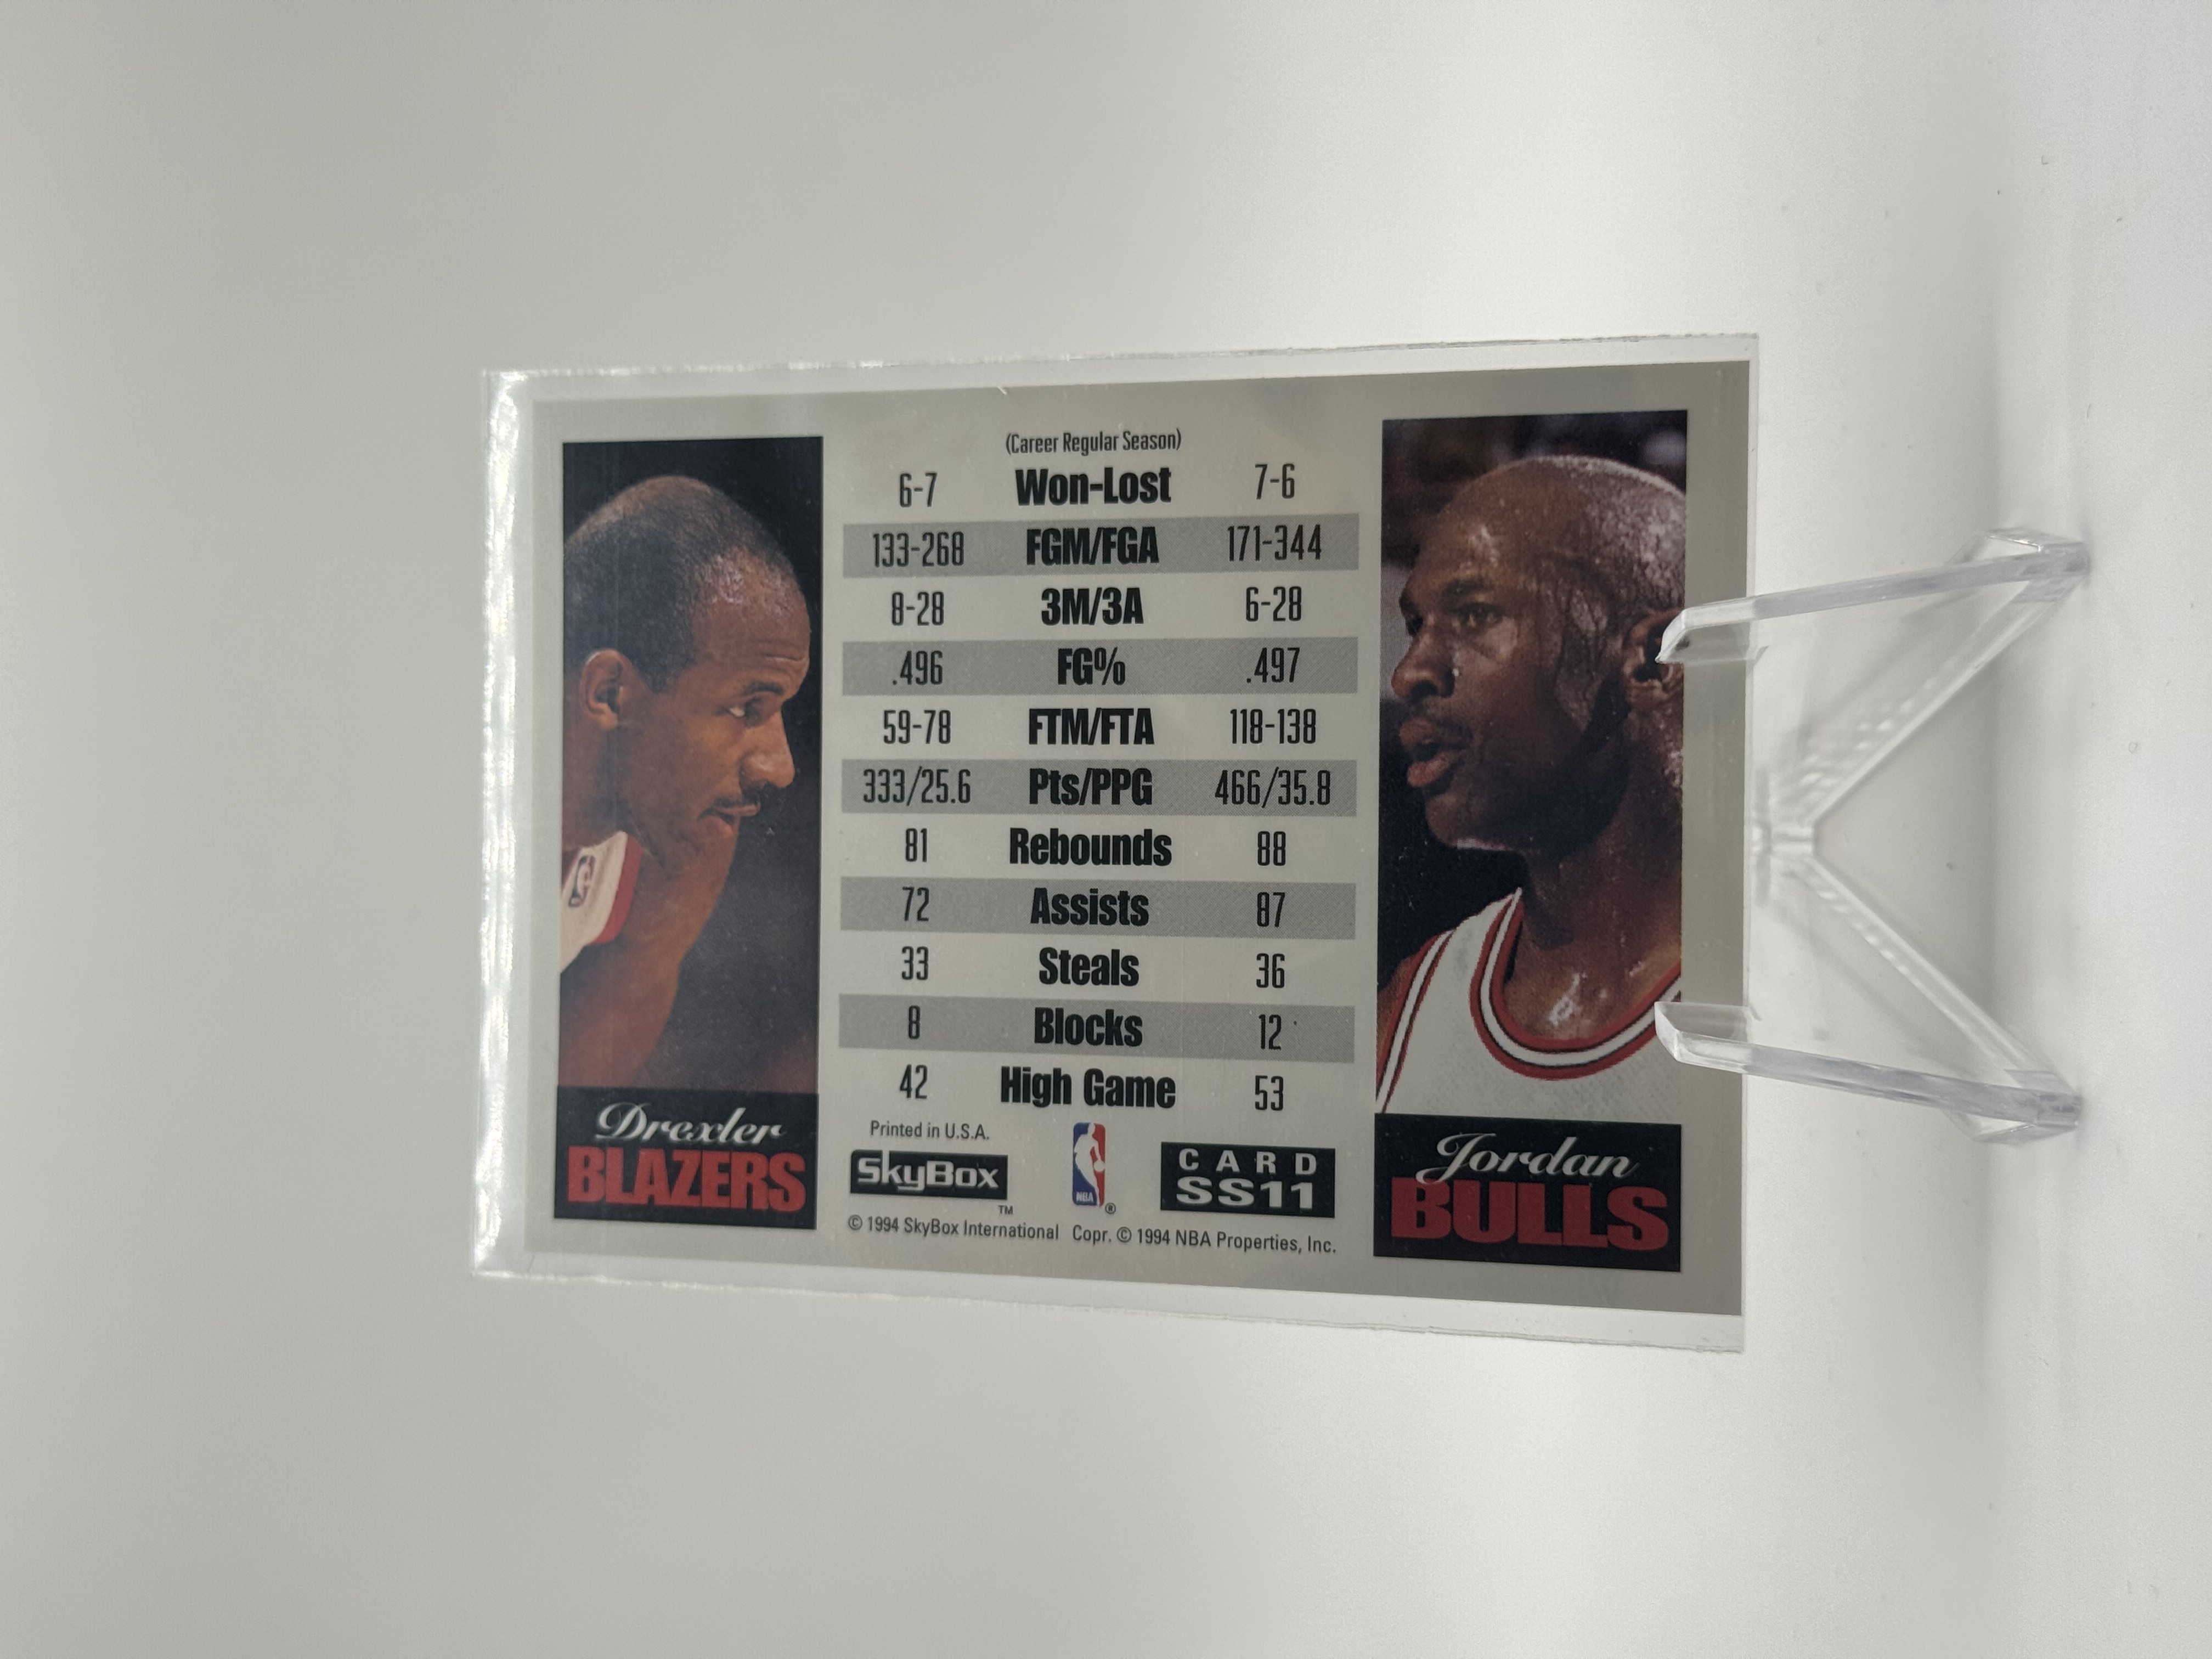 (Career Regular Season)
6-7 Won-Lost 7-6
133-268 FGM/FGA 171-344
8-28 3M/3A 6-28
.496 FG% .497
59-78 FTM/FTA 118-138
333/25.6 Pts/PPG 466/35.8
81 Rebounds 88
72 Assists 87
33 Steals 36
8 Blocks 12
42 High Game 53
Drexler
BLAZERS
Printed in U.S.A.
SkyBox
TM
NBA
®
CARD
SS11
© 1994 SkyBox International Copr. © 1994 NBA Properties, Inc.
Jordan
BULLS